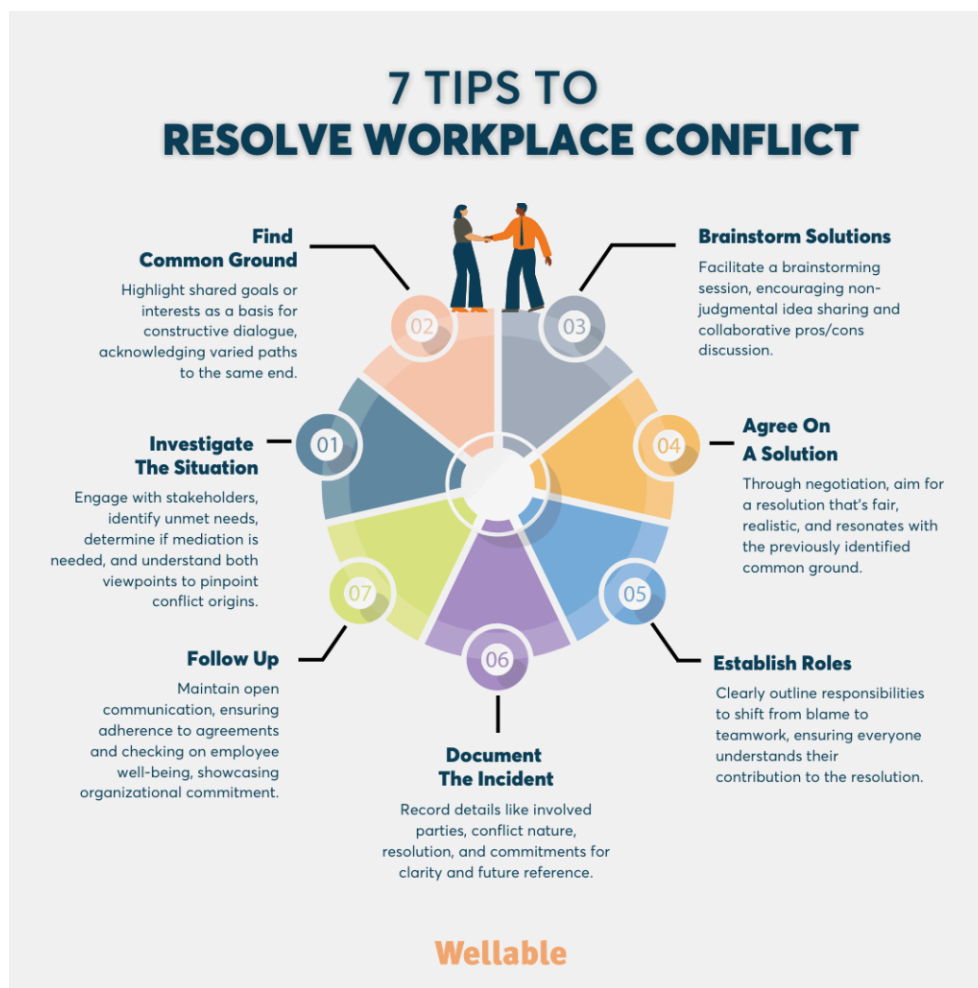 7 TIPS TO
RESOLVE WORKPLACE CONFLICT
01
Investigate
The Situation
Engage with stakeholders,
identify unmet needs,
determine if mediation is
needed, and understand both
viewpoints to pinpoint
conflict origins.
02
Find
Common Ground
Highlight shared goals or
interests as a basis for
constructive dialogue,
acknowledging varied paths
to the same end.
03
Brainstorm Solutions
Facilitate a brainstorming
session, encouraging non-
judgmental idea sharing and
collaborative pros/cons
discussion.
04
Agree On
A Solution
Through negotiation, aim for
a resolution that's fair,
realistic, and resonates with
the previously identified
common ground.
05
Establish Roles
Clearly outline responsibilities
to shift from blame to
teamwork, ensuring everyone
understands their
contribution to the resolution.
06
Document
The Incident
Record details like involved
parties, conflict nature,
resolution, and commitments for
clarity and future reference.
07
Follow Up
Maintain open
communication, ensuring
adherence to agreements
and checking on employee
well-being, showcasing
organizational commitment.
Wellable